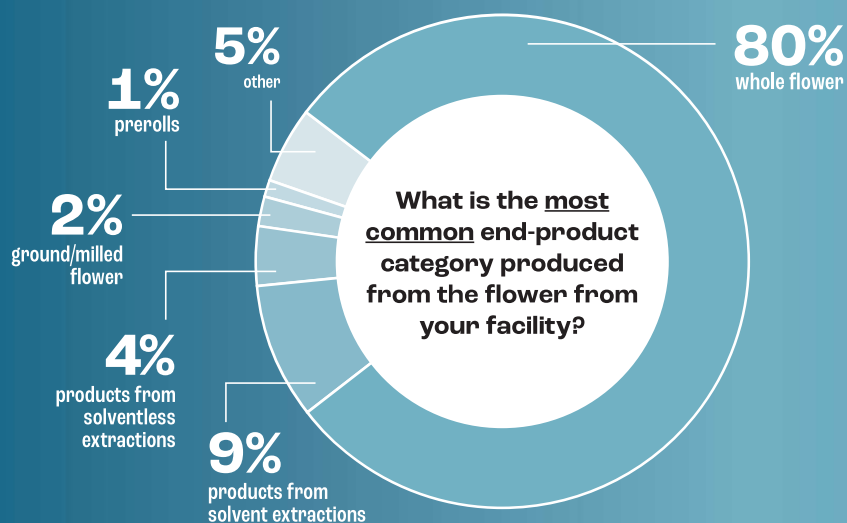 5%
other
80%
whole flower
1%
prerolls
2%
ground/milled
flower
What is the most
common end-product
category produced
from the flower from
your facility?
4%
products from
solventless
extractions
9%
products from
solvent extractions